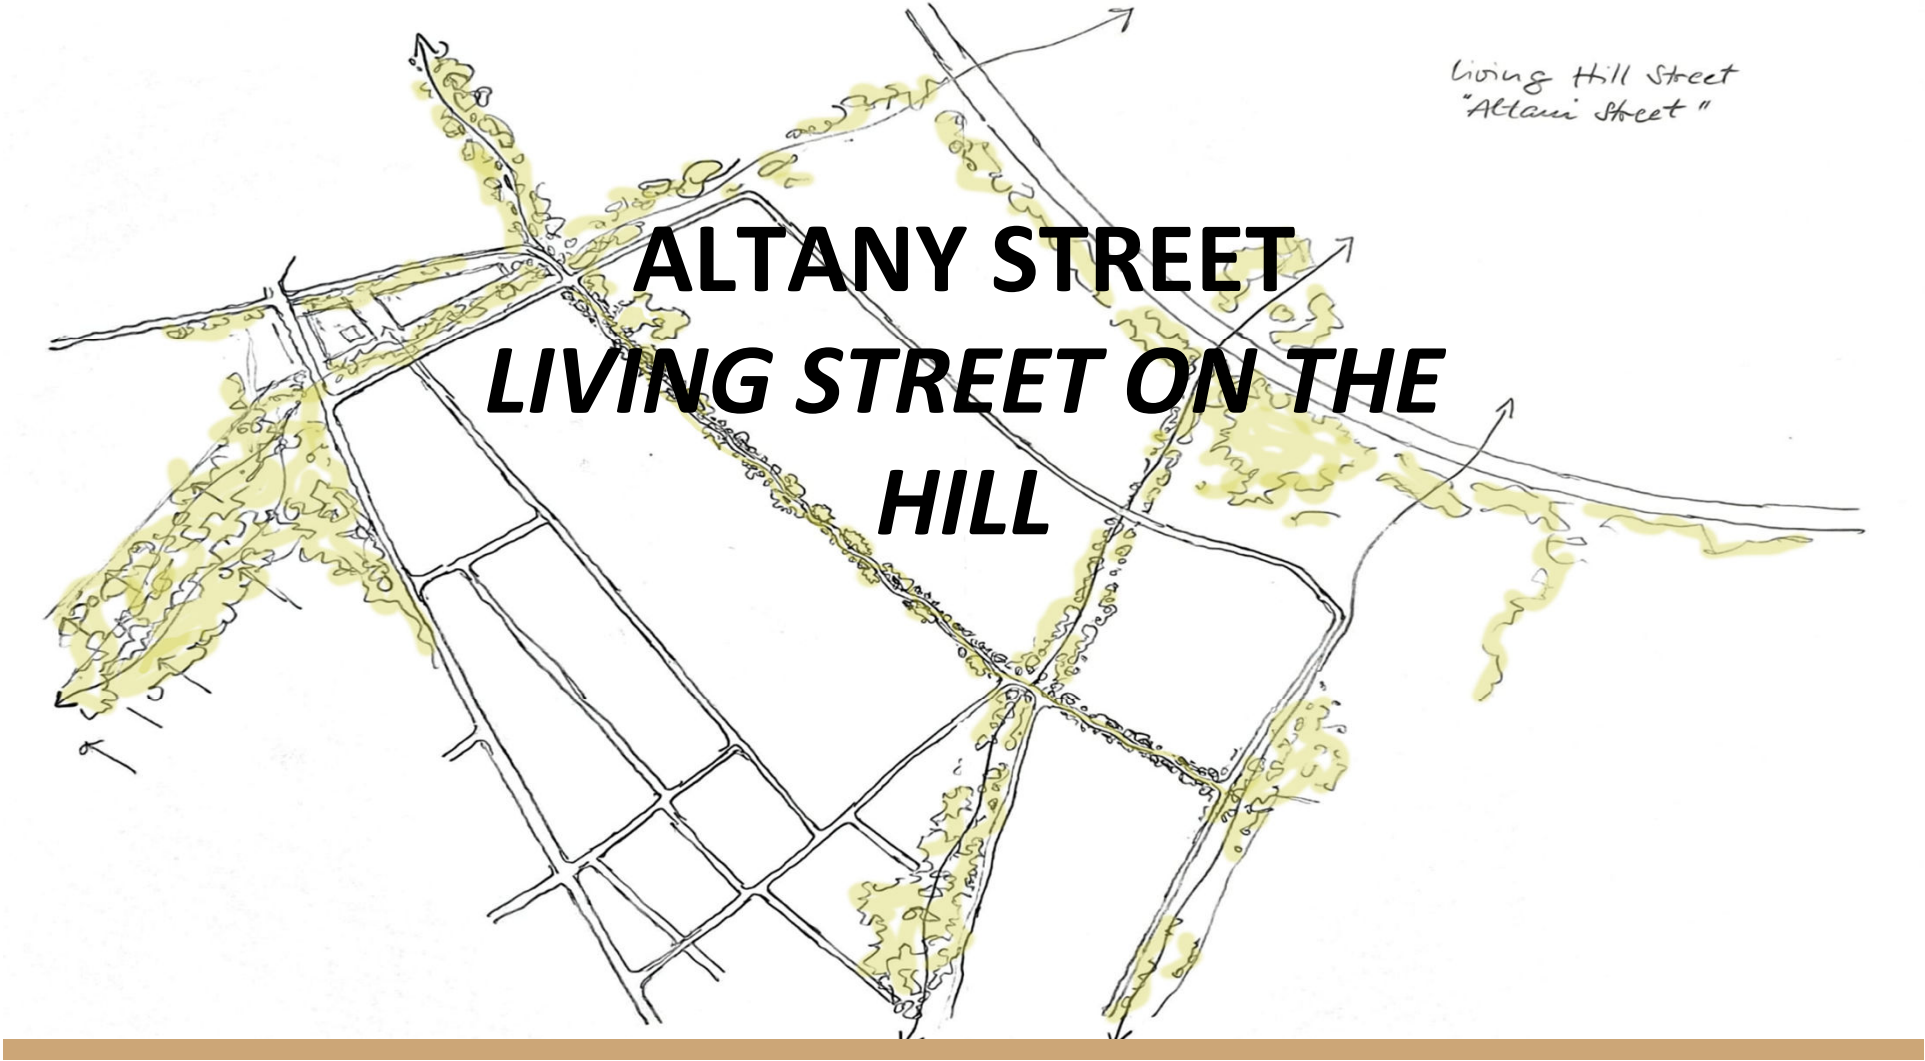 Living Hill Street
"Altani Street"
ALTANY STREET
LIVING STREET ON THE
HILL